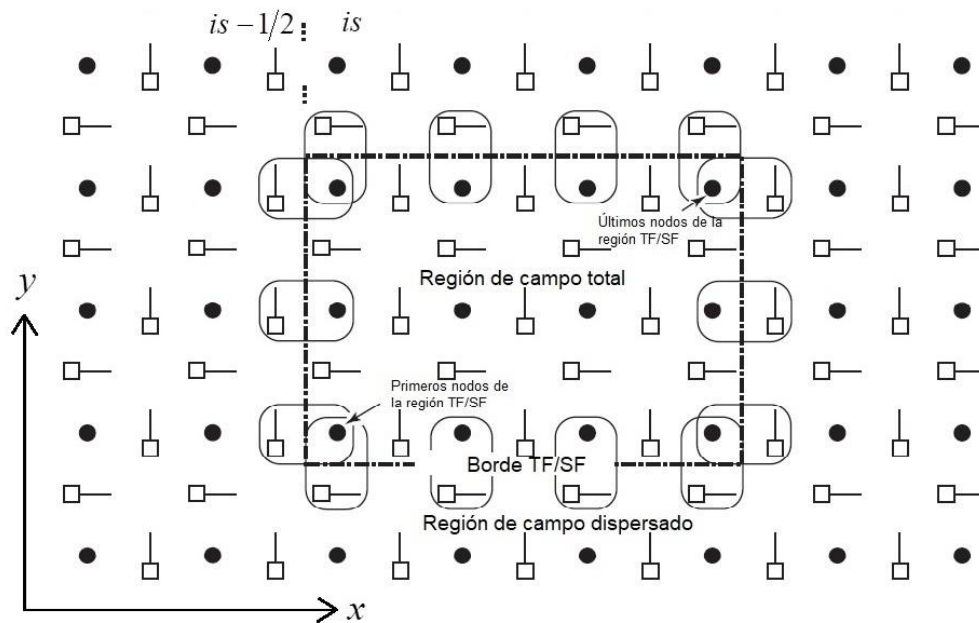 is − 1/2
is
Últimos nodos de la
región TF/SF
Región de campo total
y
Primeros nodos de
la región TF/SF
Borde TF/SF
Región de campo dispersado
x